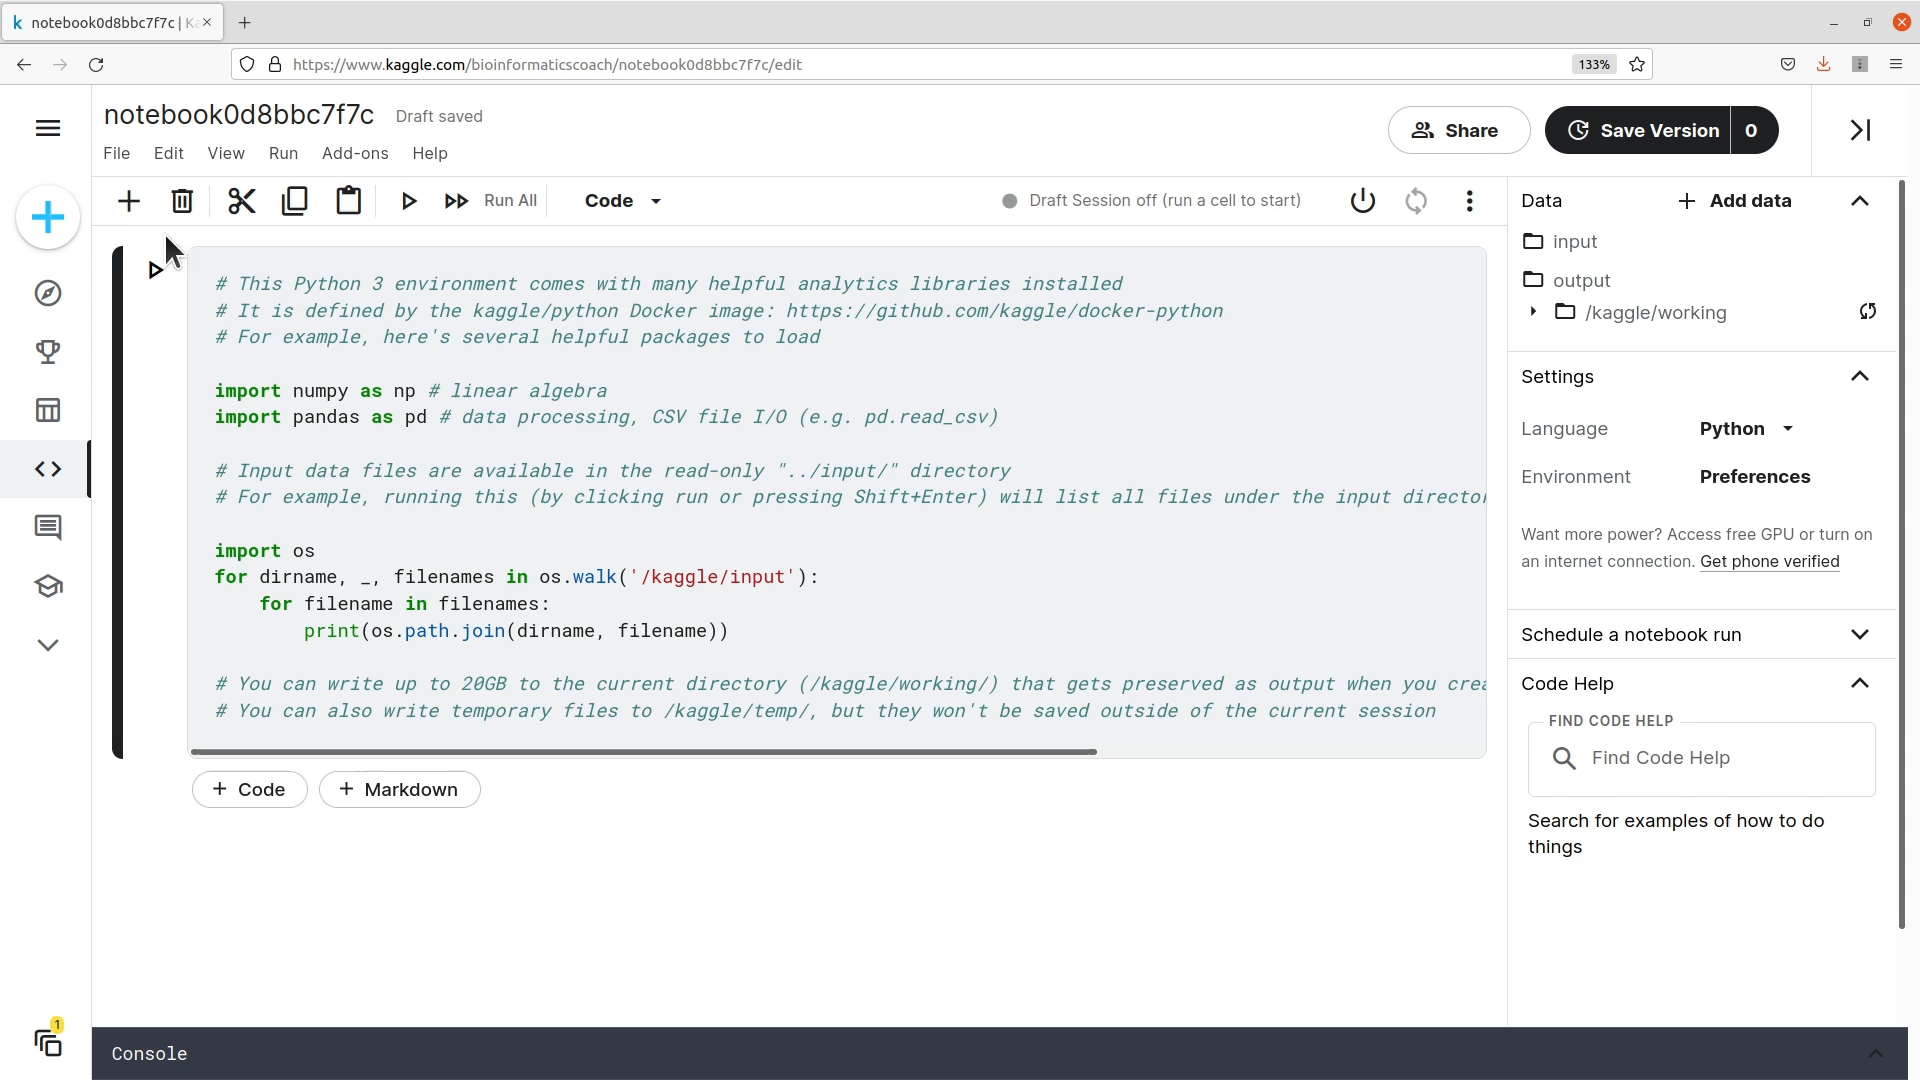 notebook0d8bbc7f7c | Ka
https://www.kaggle.com/bioinformaticscoach/notebook0d8bbc7f7c/edit
133%
notebook0d8bbc7f7c Draft saved
File Edit View Run Add-ons Help
Share
Save Version 0
Run All Code
Draft Session off (run a cell to start)
# This Python 3 environment comes with many helpful analytics libraries installed
# It is defined by the kaggle/python Docker image: https://github.com/kaggle/docker-python
# For example, here's several helpful packages to load
import numpy as np # linear algebra
import pandas as pd # data processing, CSV file I/O (e.g. pd.read_csv)
# Input data files are available in the read-only "../input/" directory
# For example, running this (by clicking run or pressing Shift+Enter) will list all files under the input director
import os
for dirname, _, filenames in os.walk('/kaggle/input'):
    for filename in filenames:
        print(os.path.join(dirname, filename))
# You can write up to 20GB to the current directory (/kaggle/working/) that gets preserved as output when you crea
# You can also write temporary files to /kaggle/temp/, but they won't be saved outside of the current session
+ Code + Markdown
Data + Add data
input
output
/kaggle/working
Settings
Language Python
Environment Preferences
Want more power? Access free GPU or turn on
an internet connection. Get phone verified
Schedule a notebook run
Code Help
FIND CODE HELP
Find Code Help
Search for examples of how to do
things
1
Console